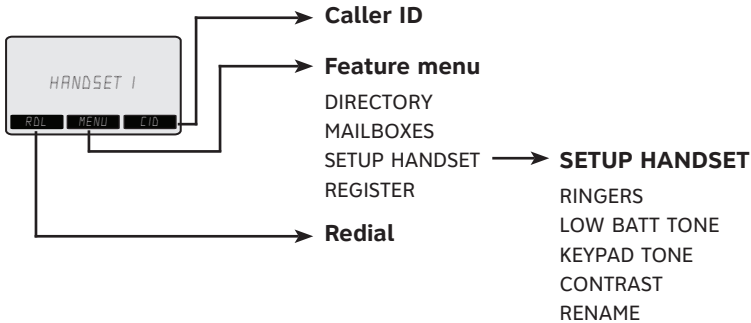 Caller ID
HANDSET 1
RDL MENU CID
Feature menu
DIRECTORY
MAILBOXES
SETUP HANDSET
REGISTER
Redial
SETUP HANDSET
RINGERS
LOW BATT TONE
KEYPAD TONE
CONTRAST
RENAME